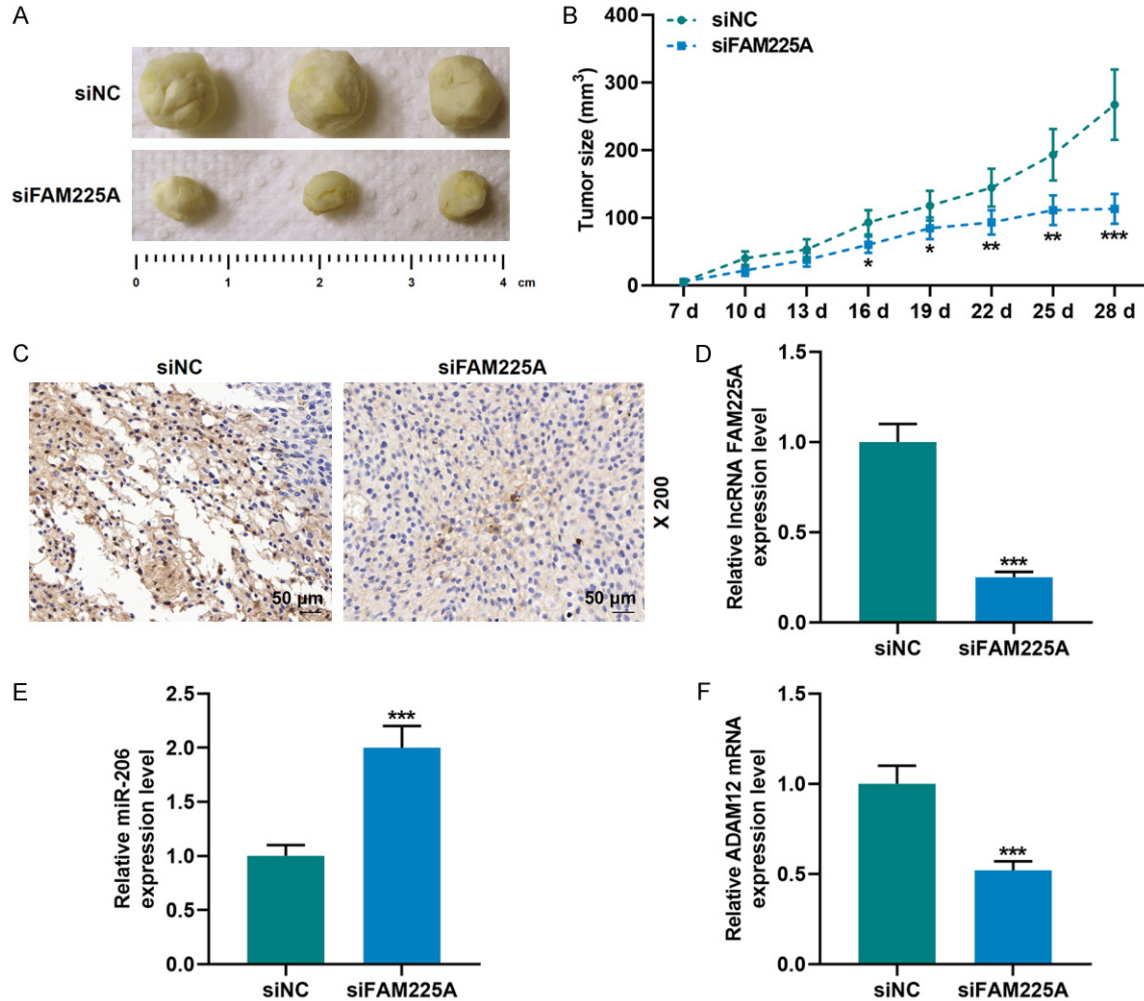 A
siNC
siFAM225A
0 1 2 3 4 cm
B
siNC
siFAM225A
Tumor size (mm³)
400
300
200
100
0
* * ** ** ***
7 d 10 d 13 d 16 d 19 d 22 d 25 d 28 d
C
siNC siFAM225A
50 µm 50 µm
X 200
D
Relative lncRNA FAM225A
expression level
1.5
1.0
0.5
0.0
***
siNC siFAM225A
E
Relative miR-206
expression level
2.5
2.0
1.5
1.0
0.5
0.0
***
siNC siFAM225A
F
Relative ADAM12 mRNA
expression level
1.5
1.0
0.5
0.0
***
siNC siFAM225A